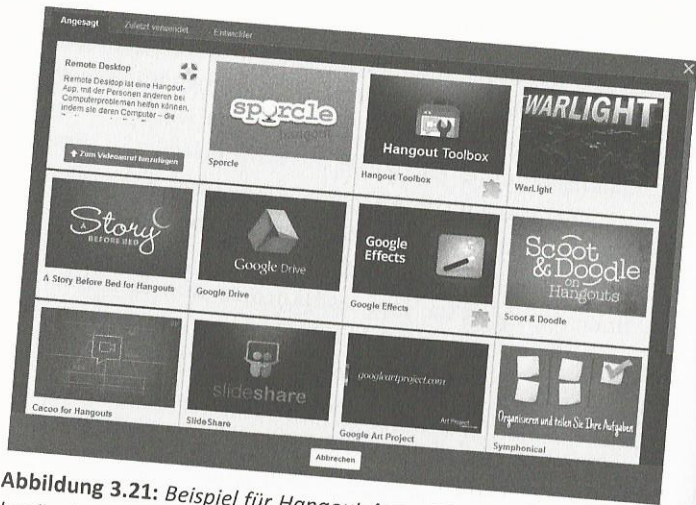 Angesagt Zuletzt verwendet Entwickler
Remote Desktop
Remote Desktop ist eine Hangout-
App, mit der Personen anderen bei
Computerproblemen helfen können,
indem sie deren Computer – die
Zum Videoanruf hinzufügen
sporcle
hangout
Sporcle
Hangout Toolbox
Hangout Toolbox
WARLIGHT
WarLight
A
Story
BEFORE BED
A Story Before Bed for Hangouts
Google Drive
Google Drive
Google
Effects
Google Effects
Scoot
& Doodle
on
Hangouts
Scoot & Doodle
Cacoo for Hangouts
slideshare
SlideShare
googleartproject.com
Art Project
Google Art Project
Organisieren und teilen Sie Ihre Aufgaben
Symphonical
Abbrechen
Abbildung 3.21: Beispiel für